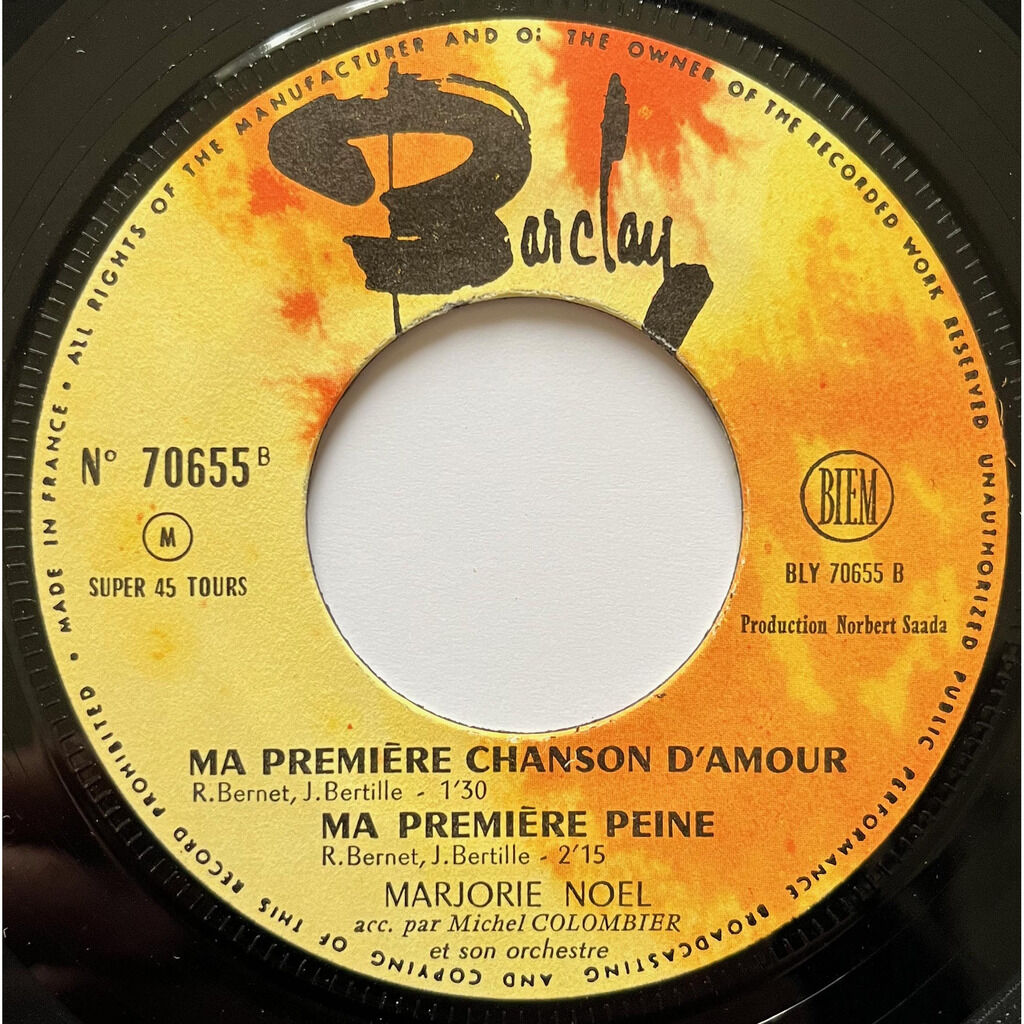 Barclay
MADE IN FRANCE • ALL RIGHTS OF THE MANUFACTURER AND OF THE OWNER OF THE RECORDED WORK RESERVED UNAUTHORIZED PUBLIC PERFORMANCE BROADCASTING AND COPYING OF THIS RECORD PROHIBITED •
N° 70655 B
M
SUPER 45 TOURS
BIEM
BLY 70655 B
Production Norbert Saada
MA PREMIÈRE CHANSON D'AMOUR
R.Bernet, J.Bertille - 1'30
MA PREMIÈRE PEINE
R.Bernet, J.Bertille - 2'15
MARJORIE NOEL
acc. par Michel COLOMBIER
et son orchestre